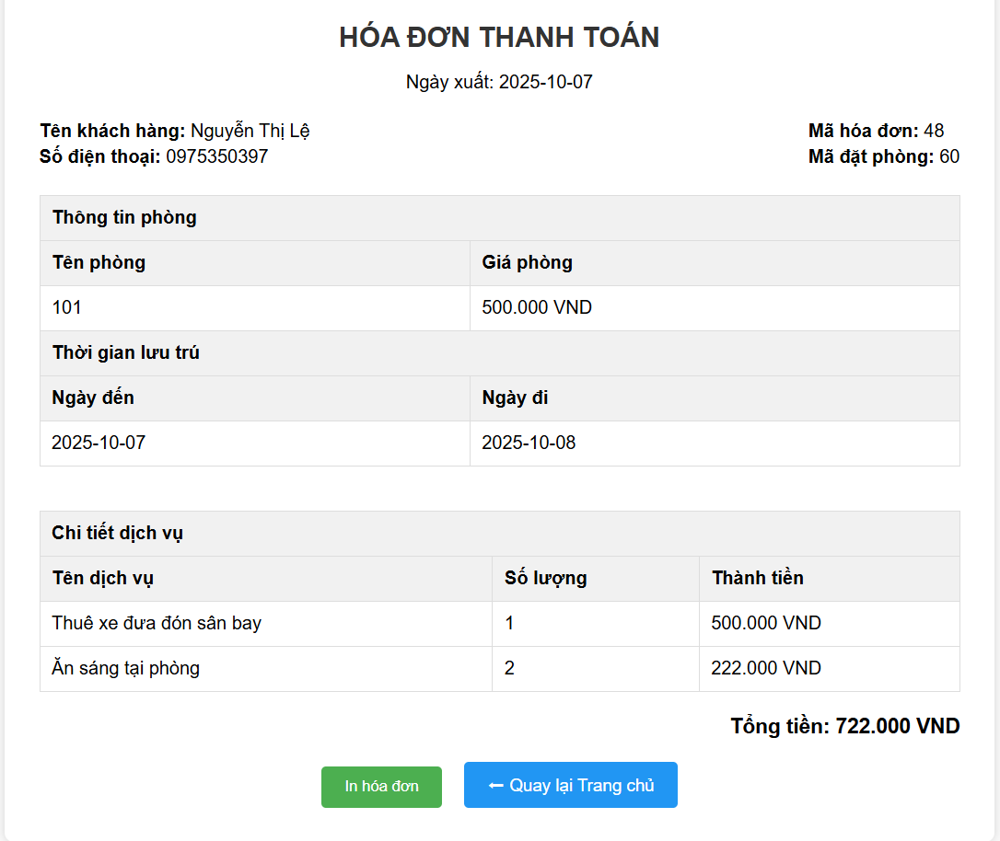 HÓA ĐƠN THANH TOÁN
Ngày xuất: 2025-10-07
Tên khách hàng: Nguyễn Thị Lệ
Số điện thoại: 0975350397
Mã hóa đơn: 48
Mã đặt phòng: 60
Thông tin phòng
Tên phòng Giá phòng
101 500.000 VND
Thời gian lưu trú
Ngày đến Ngày đi
2025-10-07 2025-10-08
Chi tiết dịch vụ
Tên dịch vụ Số lượng Thành tiền
Thuê xe đưa đón sân bay 1 500.000 VND
Ăn sáng tại phòng 2 222.000 VND
Tổng tiền: 722.000 VND
In hóa đơn ← Quay lại Trang chủ